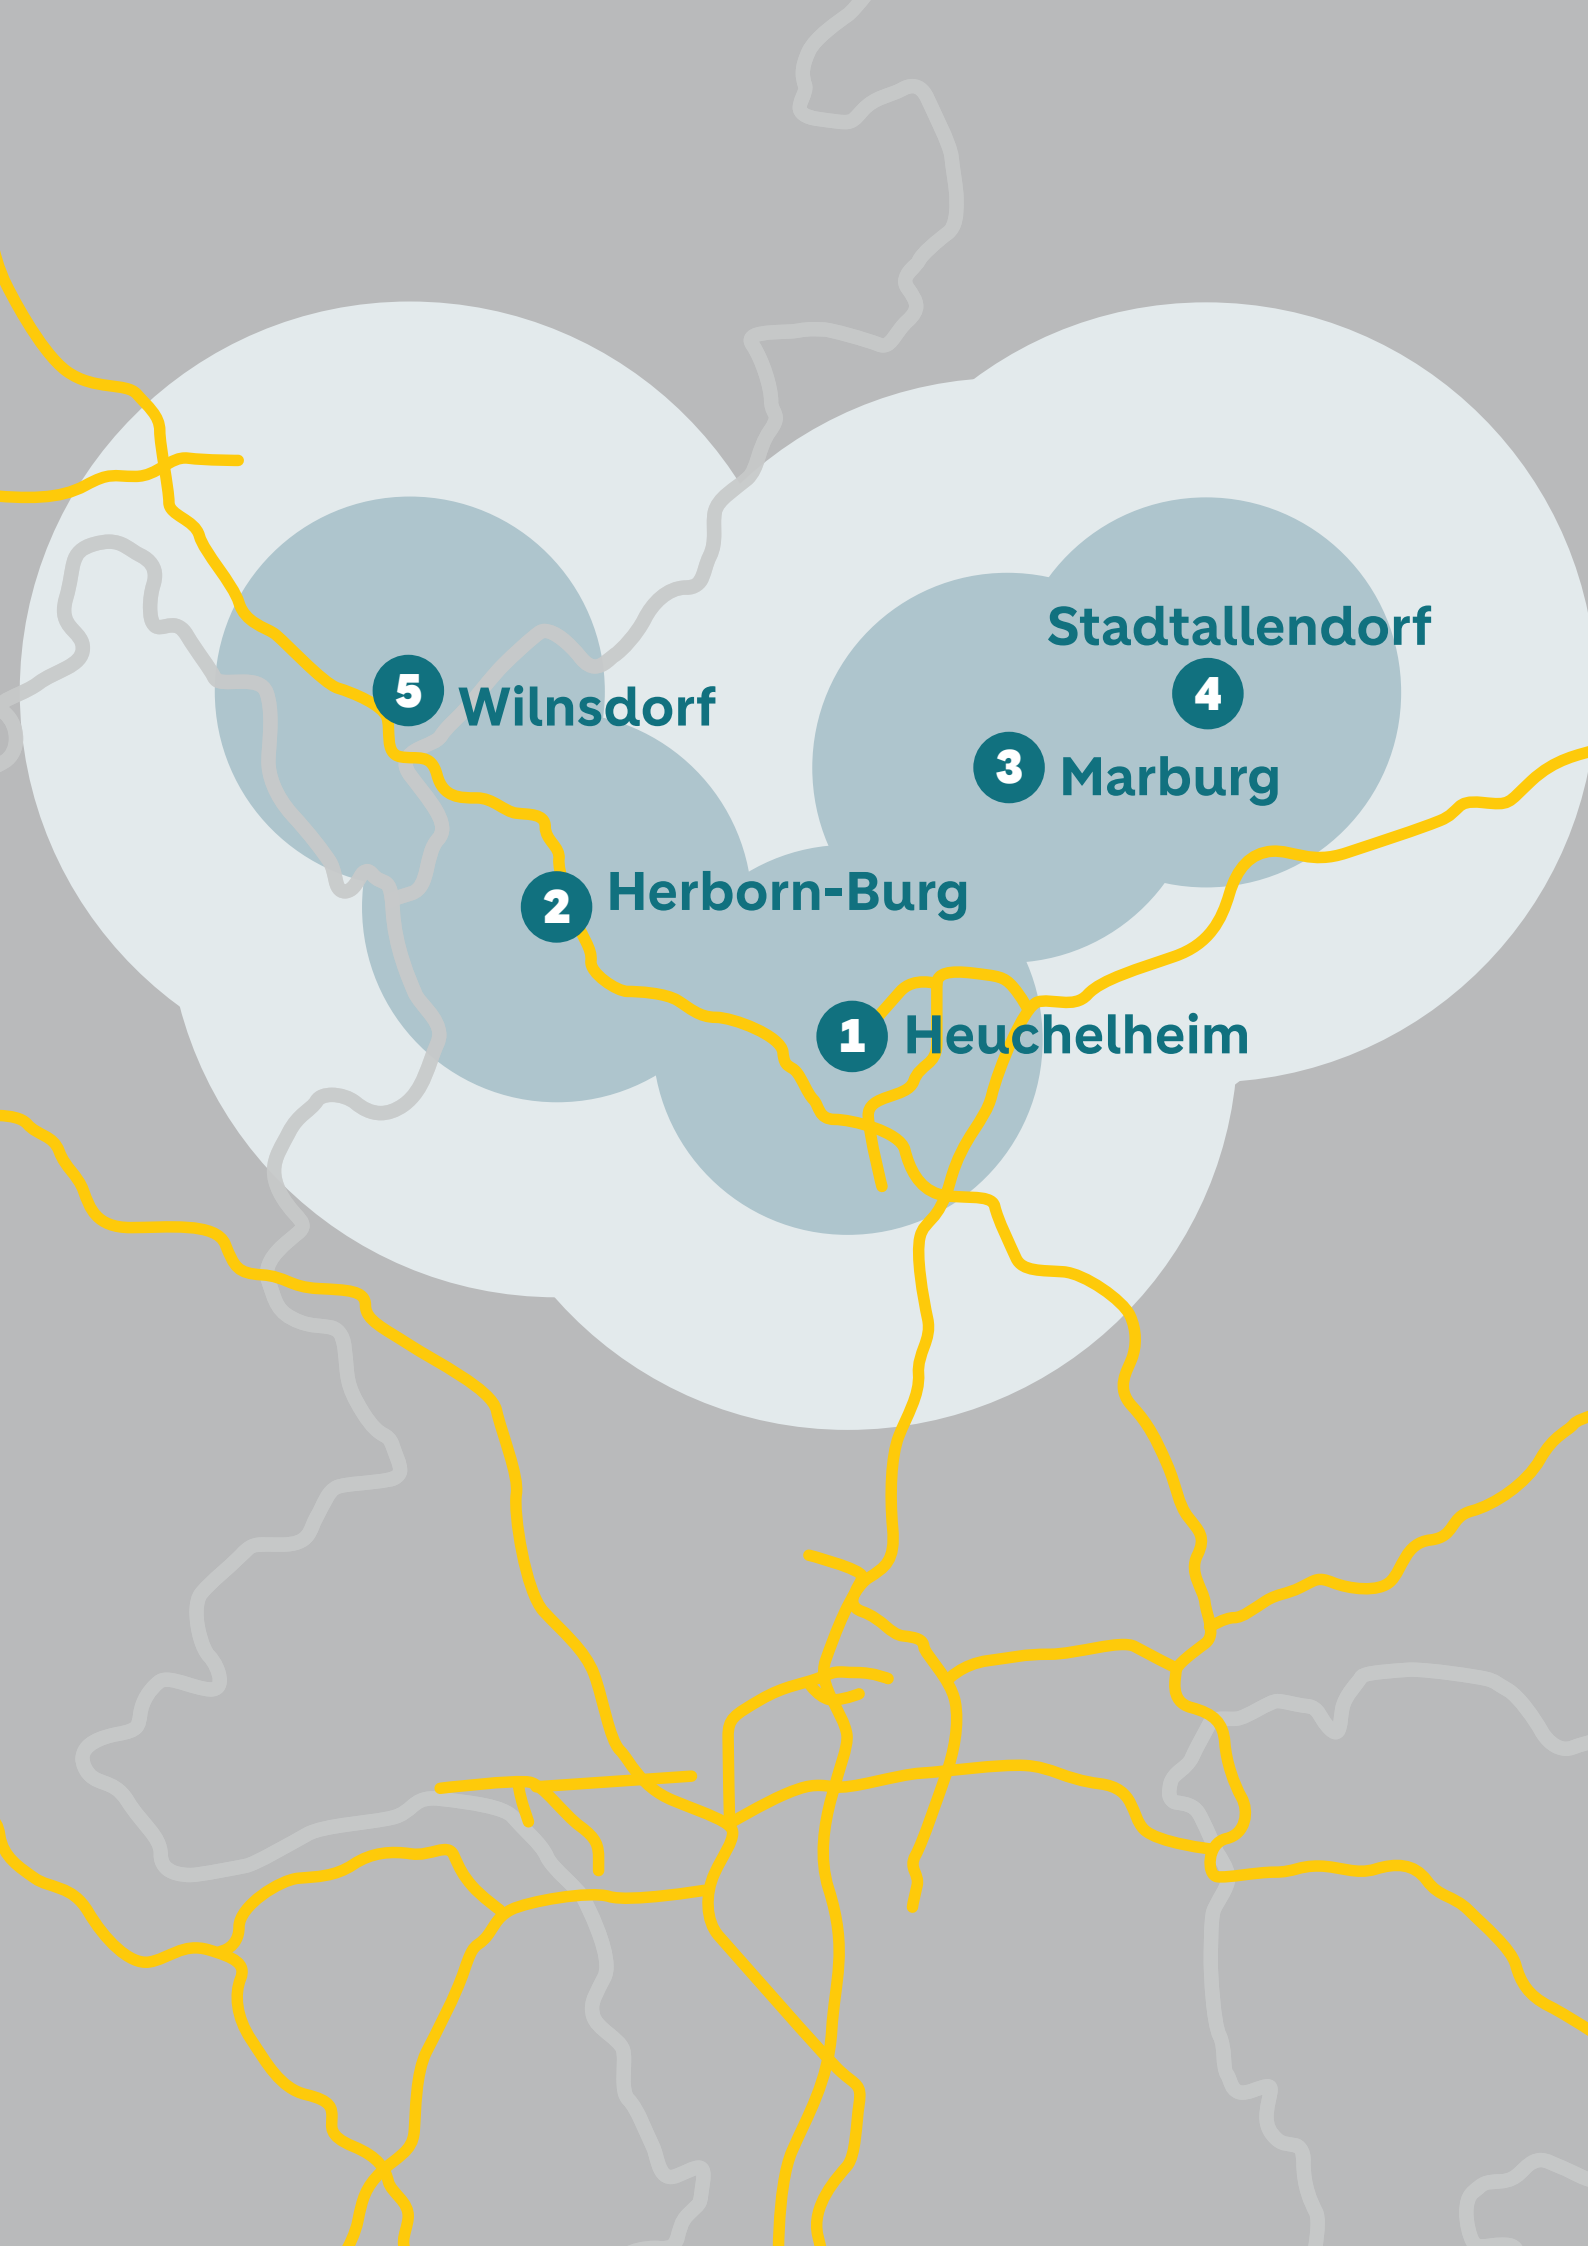 Stadtallendorf
4
5
Wilnsdorf
3
Marburg
2
Herborn-Burg
1
Heuchelheim